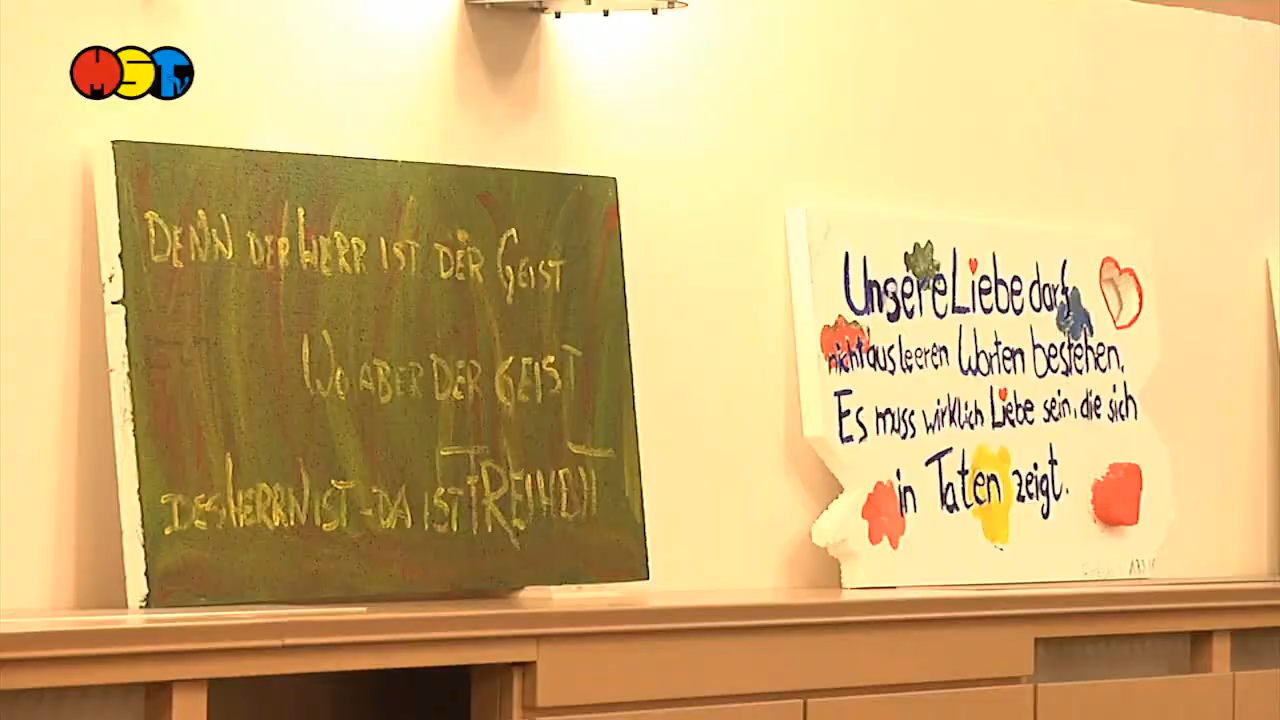 HSTTV
DENN DER HERR IST DER GEIST
WO ABER DER GEIST
DES HERRN IST - DA IST FREIHEIT
Unsere Liebe darf
nicht aus leeren Worten bestehen.
Es muss wirklich Liebe sein, die sich
in Taten zeigt.